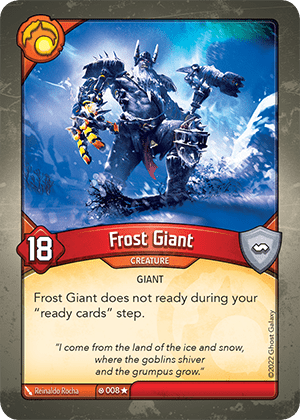 Frost Giant
18
CREATURE
GIANT
Frost Giant does not ready during your
“ready cards” step.
"I come from the land of the ice and snow,
where the goblins shiver
and the grumpus grow."
©2022 Ghost Galaxy
Reinaldo Rocha
008★